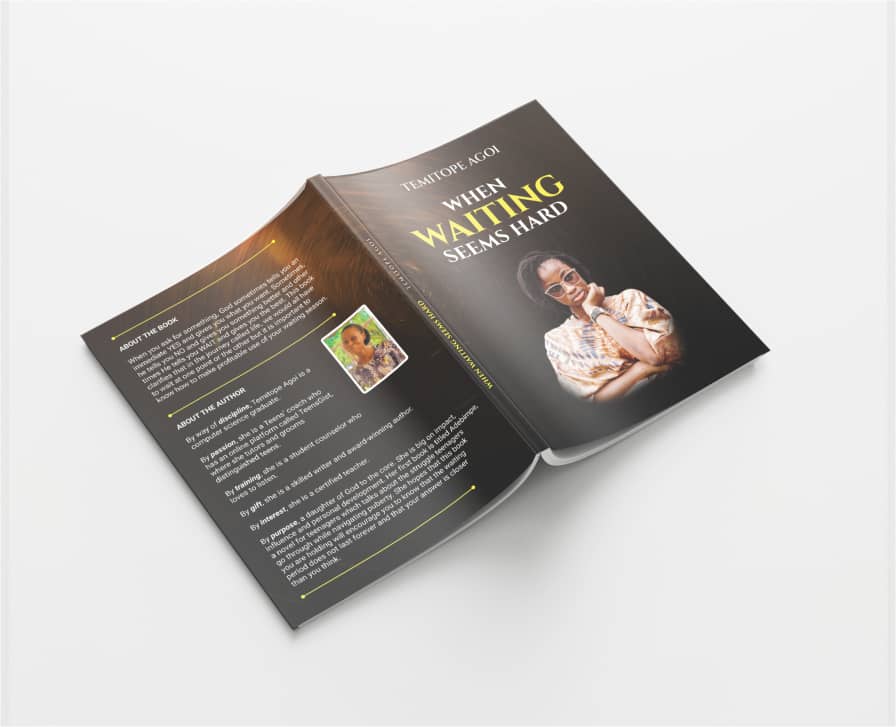 TEMITOPE AGOI
WHEN
WAITING
SEEMS HARD
TEMITOPE AGOI
WHEN WAITING SEEMS HARD
ABOUT THE BOOK
When you ask for something, God sometimes tells you an
immediate YES and gives you what you want. Sometimes,
he tells you NO and gives you something better and other
times He tells you WAIT and gives you the best. This book
clarifies that in the journey called life, we would all have
to wait at one point or the other but it is important to
know how to make profitable use of your waiting season.
ABOUT THE AUTHOR
By way of discipline, Temitope Agoi is a
computer science graduate.
By passion, she is a Teens' coach who
has an online platform called TeensGist,
where she tutors and grooms
distinguished teens.
By training, she is a student counselor who
loves to listen.
By gift, she is a skilled writer and award-winning author.
By interest, she is a certified teacher.
By purpose, a daughter of God to the core. She is big on impact,
influence and personal development. Her first book is titled Adebimpe,
a novel for teenagers which talks about the struggle teenagers
go through while navigating puberty. She hopes that this book
you are holding will encourage you to know that the waiting
period does not last forever and that your answer is closer
than you think.